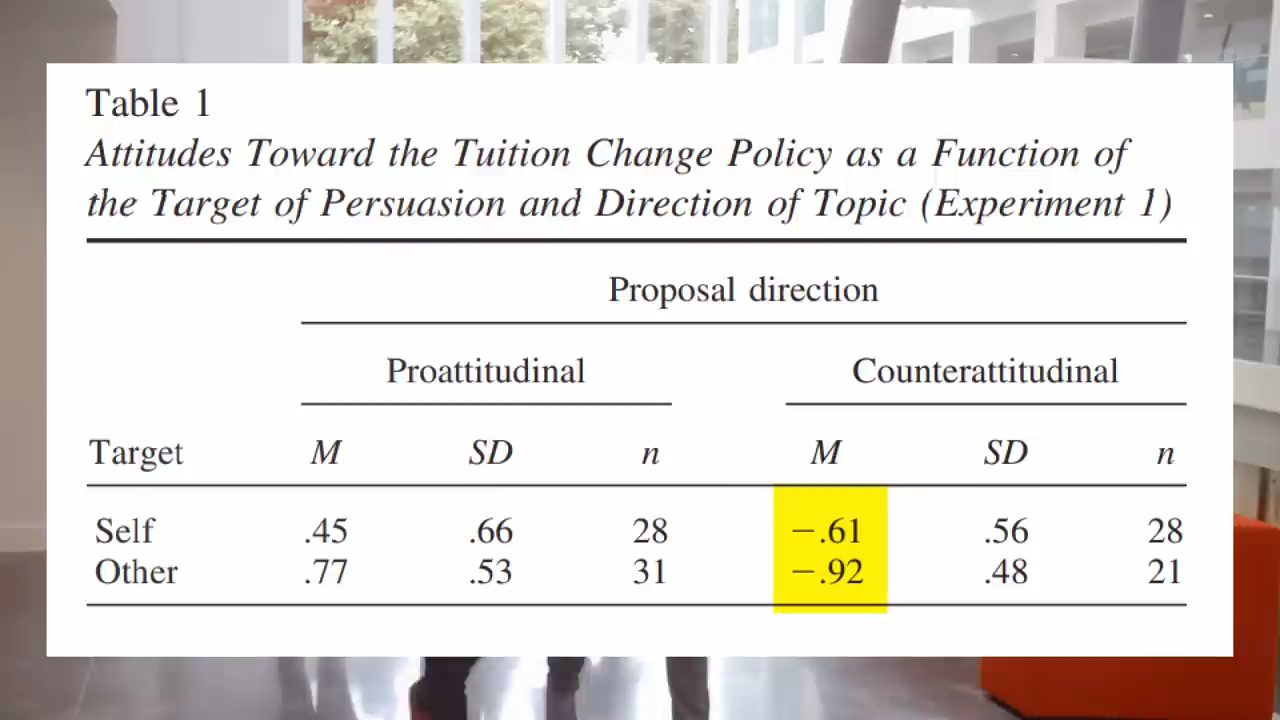 Table 1
Attitudes Toward the Tuition Change Policy as a Function of
the Target of Persuasion and Direction of Topic (Experiment 1)
Proposal direction
Proattitudinal Counterattitudinal
Target M SD n M SD n
Self .45 .66 28 −.61 .56 28
Other .77 .53 31 −.92 .48 21